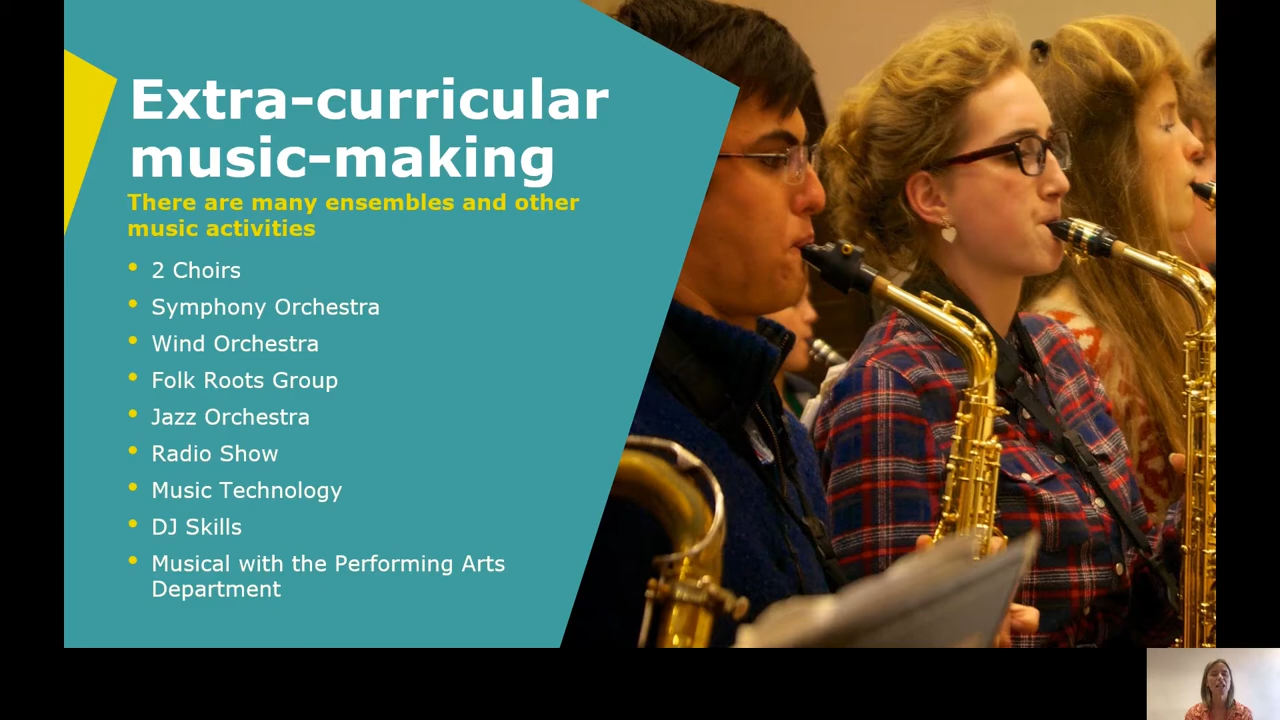 Extra-curricular
music-making
There are many ensembles and other
music activities
• 2 Choirs
• Symphony Orchestra
• Wind Orchestra
• Folk Roots Group
• Jazz Orchestra
• Radio Show
• Music Technology
• DJ Skills
• Musical with the Performing Arts
Department